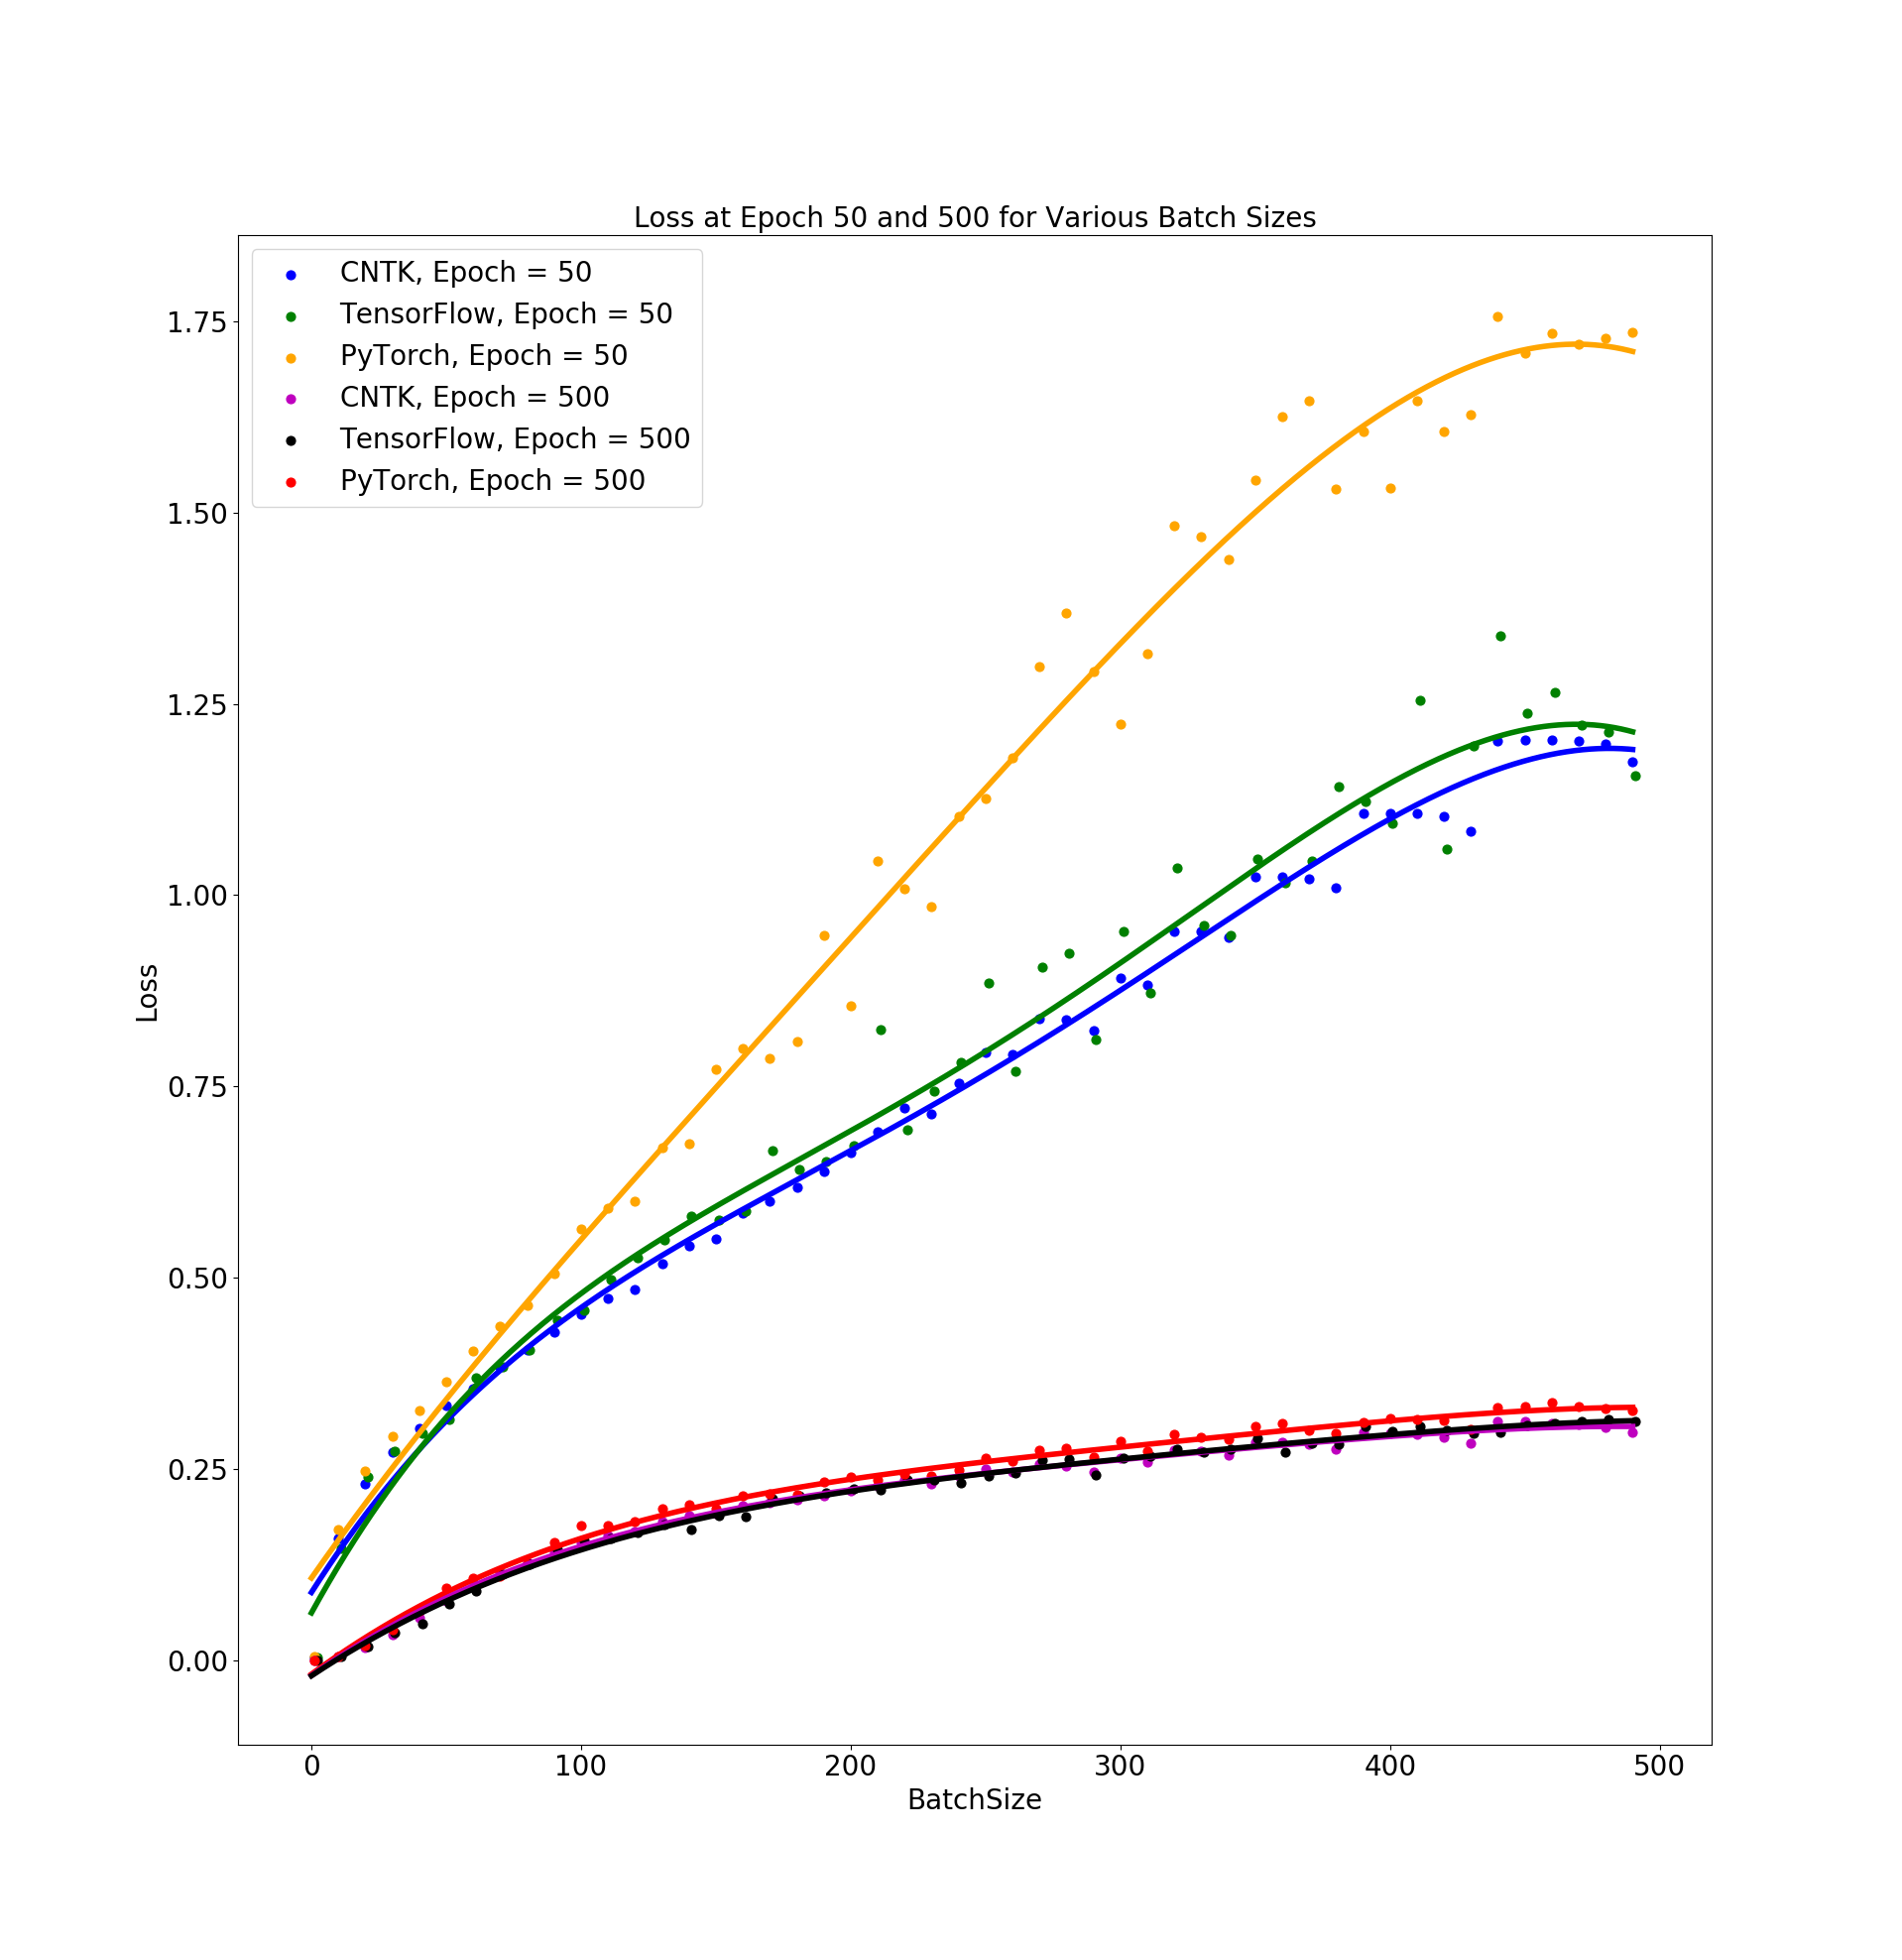 Loss at Epoch 50 and 500 for Various Batch Sizes
CNTK, Epoch = 50
TensorFlow, Epoch = 50
PyTorch, Epoch = 50
CNTK, Epoch = 500
TensorFlow, Epoch = 500
PyTorch, Epoch = 500
1.75
1.50
1.25
1.00
0.75
0.50
0.25
0.00
Loss
0 100 200 300 400 500
BatchSize